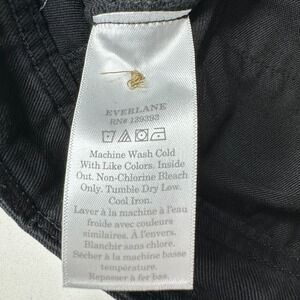 EVERLANE
RN# 139393
Machine Wash Cold
With Like Colors. Inside
Out. Non-Chlorine Bleach
Only. Tumble Dry Low.
Cool Iron.
Laver à la machine à l'eau
froide avec couleurs
similaires. À l'envers.
Blanchir sans chlore.
Sécher à la machine basse
température.
Repasser à fer bas.